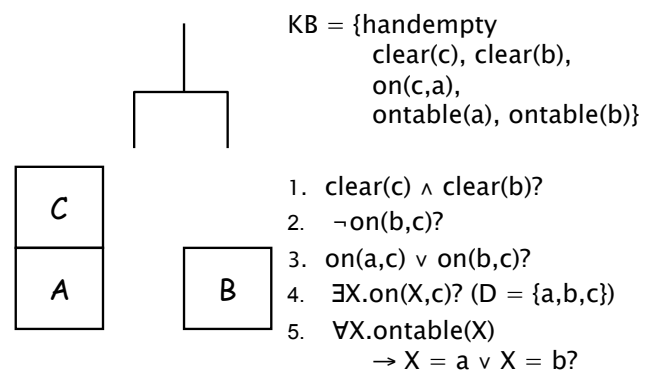 KB = {handempty
clear(c), clear(b),
on(c,a),
ontable(a), ontable(b)}
C
A
B
1. clear(c) ∧ clear(b)?
2. ¬on(b,c)?
3. on(a,c) ∨ on(b,c)?
4. ∃X.on(X,c)? (D = {a,b,c})
5. ∀X.ontable(X)
→ X = a ∨ X = b?